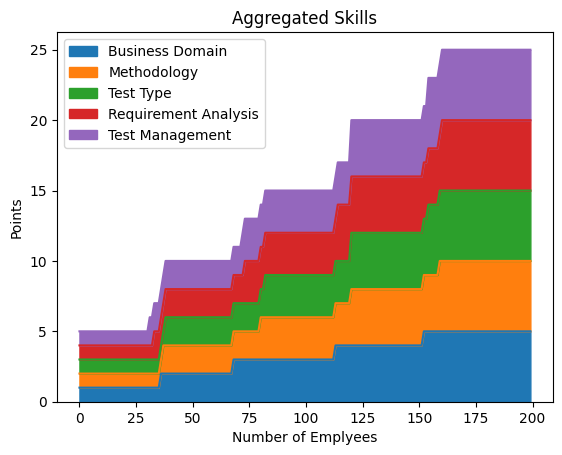 Aggregated Skills
Business Domain
Methodology
Test Type
Requirement Analysis
Test Management
Points
25
20
15
10
5
0
0 25 50 75 100 125 150 175 200
Number of Emplyees